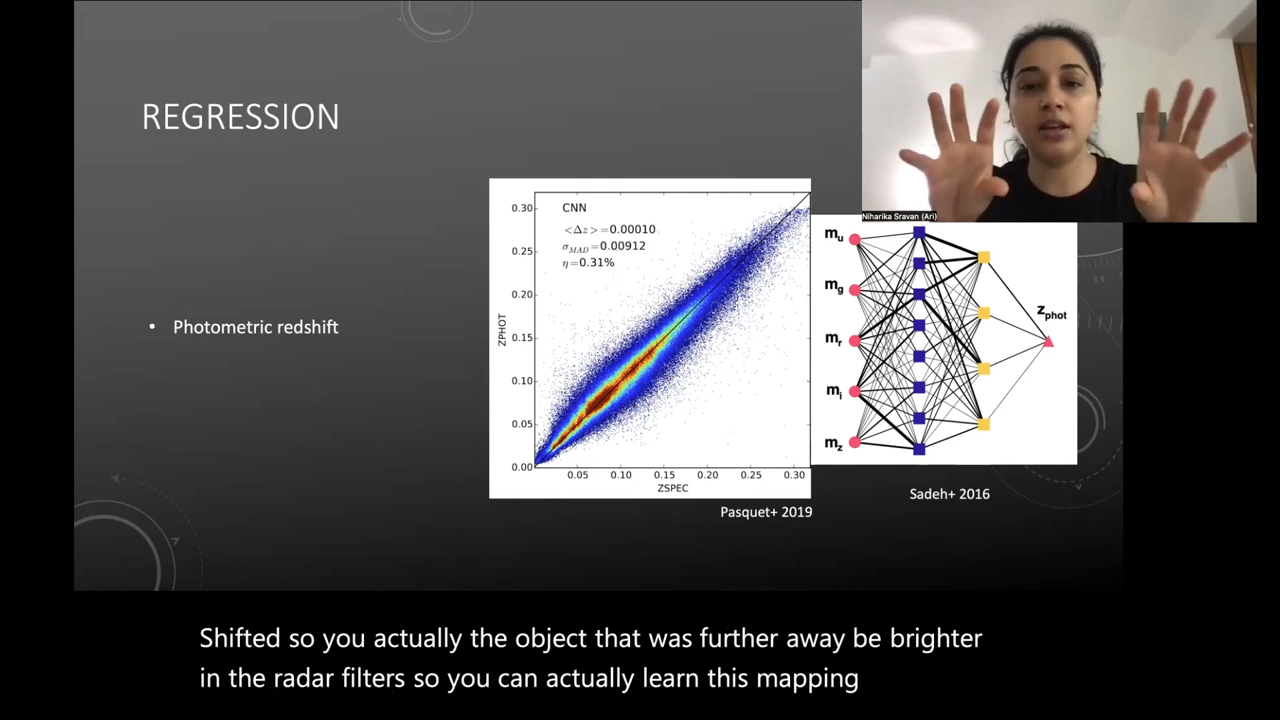 REGRESSION
• Photometric redshift
CNN
<Δz>=0.00010
σMAD=0.00912
η=0.31%
0.30
0.25
0.20
0.15
0.10
0.05
0.00
ZPHOT
0.05 0.10 0.15 0.20 0.25 0.30
ZSPEC
Pasquet+ 2019
Niharika Sravan (Ari)
mu
mg
mr
mi
mz
zphot
Sadeh+ 2016
Shifted so you actually the object that was further away be brighter
in the radar filters so you can actually learn this mapping